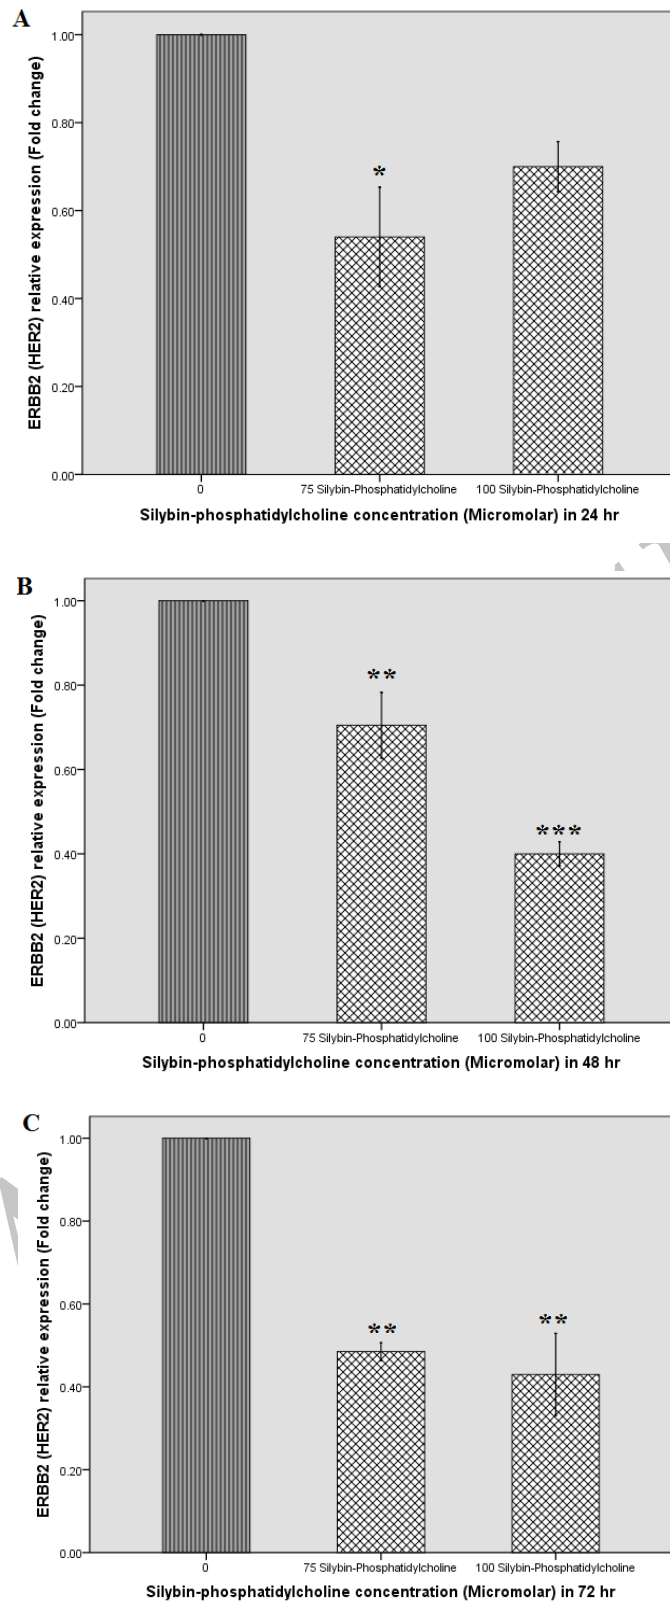 A
ERBB2 (HER2) relative expression (Fold change)
1.00
0.80
0.60
0.40
0.20
0.00
*
0
75 Silybin-Phosphatidylcholine
100 Silybin-Phosphatidylcholine
Silybin-phosphatidylcholine concentration (Micromolar) in 24 hr
B
ERBB2 (HER2) relative expression (Fold change)
1.00
0.80
0.60
0.40
0.20
0.00
**
***
0
75 Silybin-Phosphatidylcholine
100 Silybin-Phosphatidylcholine
Silybin-phosphatidylcholine concentration (Micromolar) in 48 hr
C
ERBB2 (HER2) relative expression (Fold change)
1.00
0.80
0.60
0.40
0.20
0.00
**
**
0
75 Silybin-Phosphatidylcholine
100 Silybin-Phosphatidylcholine
Silybin-phosphatidylcholine concentration (Micromolar) in 72 hr